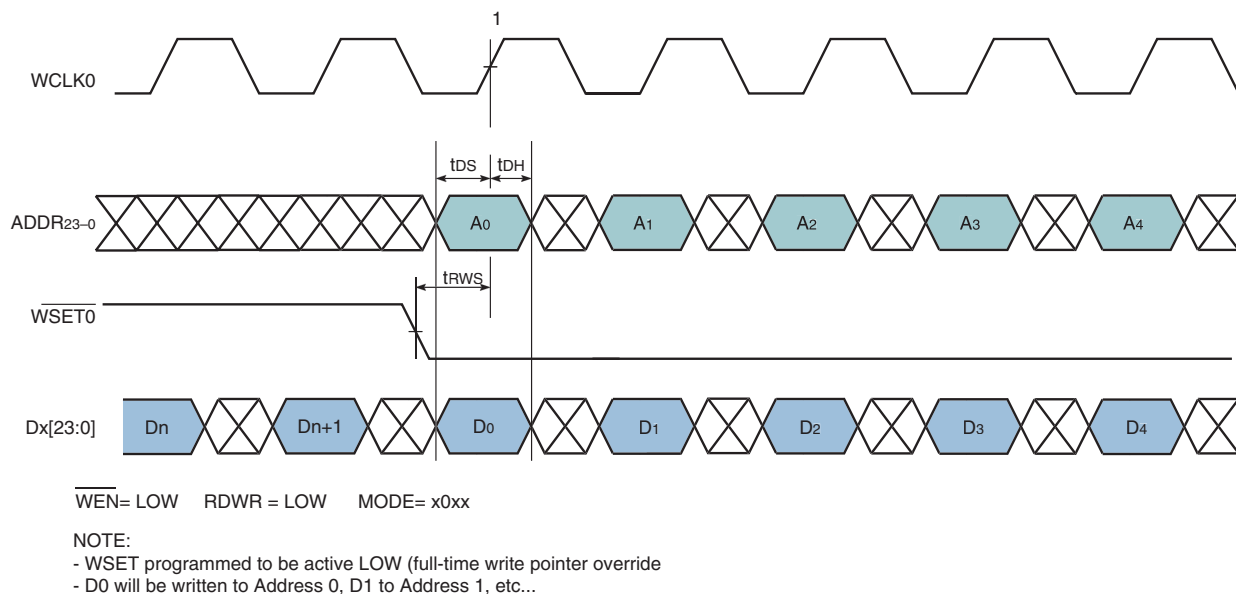 1
WCLK0
tDS tDH
ADDR23–0 A0 A1 A2 A3 A4
tRWS
WSET0
Dx[23:0] Dn Dn+1 D0 D1 D2 D3 D4
WEN= LOW RDWR = LOW MODE= x0xx
NOTE:
- WSET programmed to be active LOW (full-time write pointer override
- D0 will be written to Address 0, D1 to Address 1, etc...